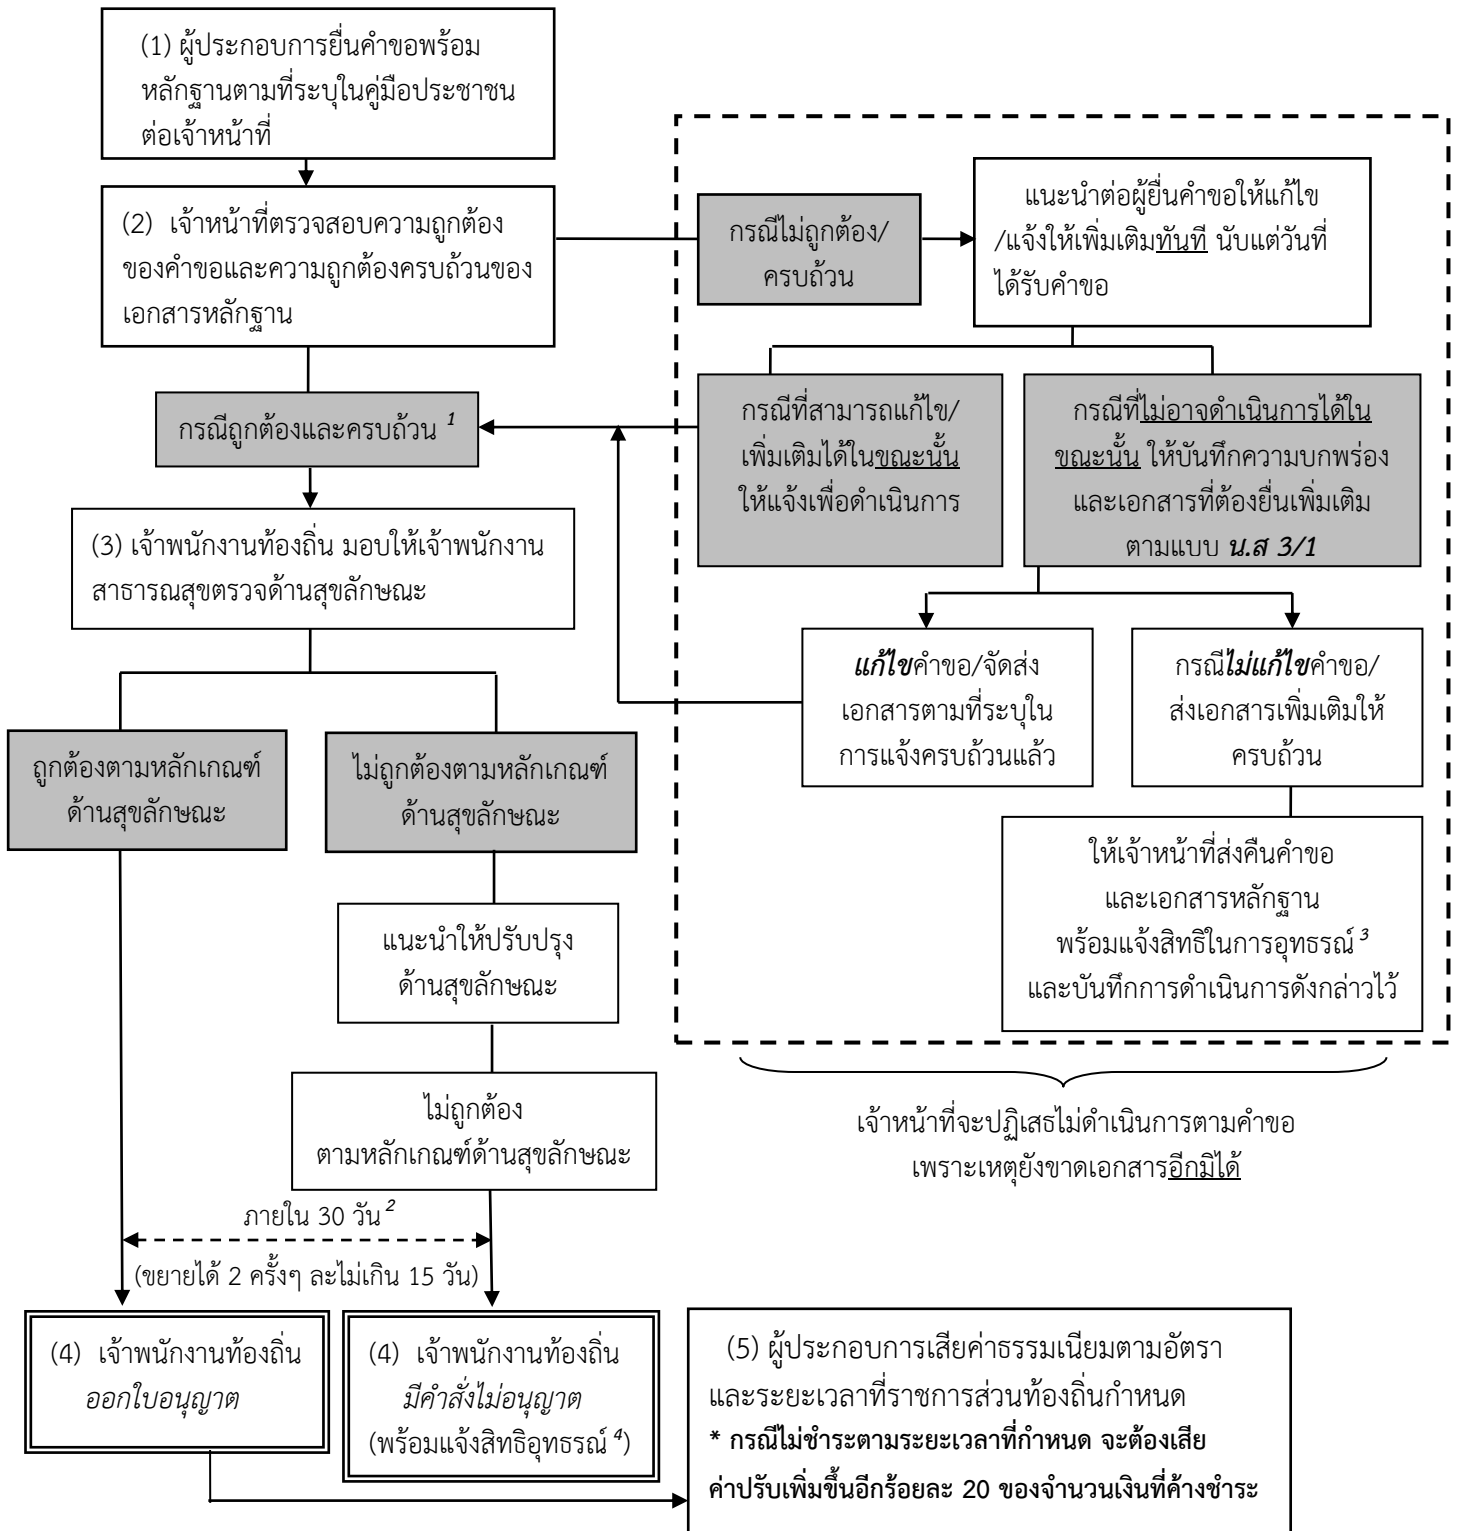 (1) ผู้ประกอบการยื่นคำขอพร้อม
หลักฐานตามที่ระบุในคู่มือประชาชน
ต่อเจ้าหน้าที่
(2) เจ้าหน้าที่ตรวจสอบความถูกต้อง
ของคำขอและความถูกต้องครบถ้วนของ
เอกสารหลักฐาน
กรณีไม่ถูกต้อง/
ครบถ้วน
แนะนำต่อผู้ยื่นคำขอให้แก้ไข
/แจ้งให้เพิ่มเติมทันที นับแต่วันที่
ได้รับคำขอ
กรณีถูกต้องและครบถ้วน 1
กรณีที่สามารถแก้ไข/
เพิ่มเติมได้ในขณะนั้น
ให้แจ้งเพื่อดำเนินการ
กรณีที่ไม่อาจดำเนินการได้ใน
ขณะนั้น ให้บันทึกความบกพร่อง
และเอกสารที่ต้องยื่นเพิ่มเติม
ตามแบบ น.ส 3/1
(3) เจ้าพนักงานท้องถิ่น มอบให้เจ้าพนักงาน
สาธารณสุขตรวจด้านสุขลักษณะ
แก้ไขคำขอ/จัดส่ง
เอกสารตามที่ระบุใน
การแจ้งครบถ้วนแล้ว
กรณีไม่แก้ไขคำขอ/
ส่งเอกสารเพิ่มเติมให้
ครบถ้วน
ถูกต้องตามหลักเกณฑ์
ด้านสุขลักษณะ
ไม่ถูกต้องตามหลักเกณฑ์
ด้านสุขลักษณะ
ให้เจ้าหน้าที่ส่งคืนคำขอ
และเอกสารหลักฐาน
พร้อมแจ้งสิทธิในการอุทธรณ์ 3
และบันทึกการดำเนินการดังกล่าวไว้
แนะนำให้ปรับปรุง
ด้านสุขลักษณะ
ไม่ถูกต้อง
ตามหลักเกณฑ์ด้านสุขลักษณะ
เจ้าหน้าที่จะปฏิเสธไม่ดำเนินการตามคำขอ
เพราะเหตุยังขาดเอกสารอีกมิได้
ภายใน 30 วัน 2
(ขยายได้ 2 ครั้งๆ ละไม่เกิน 15 วัน)
(4) เจ้าพนักงานท้องถิ่น
ออกใบอนุญาต
(4) เจ้าพนักงานท้องถิ่น
มีคำสั่งไม่อนุญาต
(พร้อมแจ้งสิทธิอุทธรณ์ 4)
(5) ผู้ประกอบการเสียค่าธรรมเนียมตามอัตรา
และระยะเวลาที่ราชการส่วนท้องถิ่นกำหนด
* กรณีไม่ชำระตามระยะเวลาที่กำหนด จะต้องเสีย
ค่าปรับเพิ่มขึ้นอีกร้อยละ 20 ของจำนวนเงินที่ค้างชำระ